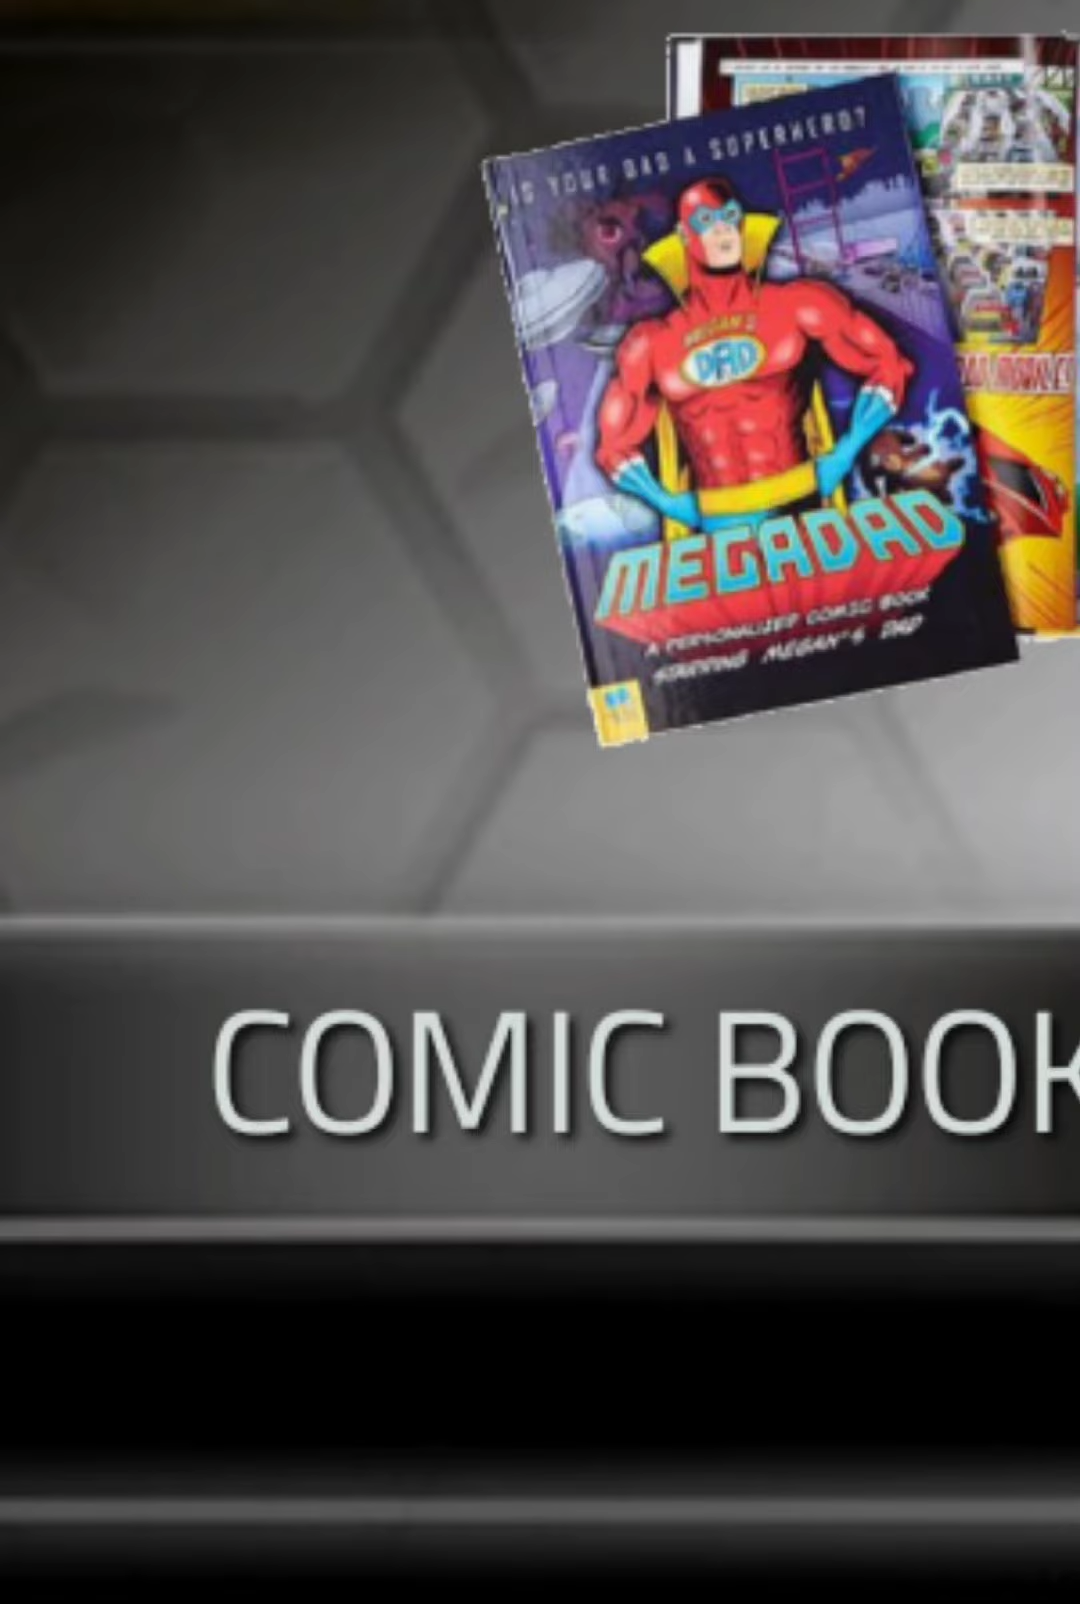 IS YOUR DAD A SUPERHERO?
MEGAN'S
DAD
MEGADAD
A PERSONALIZED COMIC BOOK
STARRING MEGAN'S DAD
COMIC BOOK